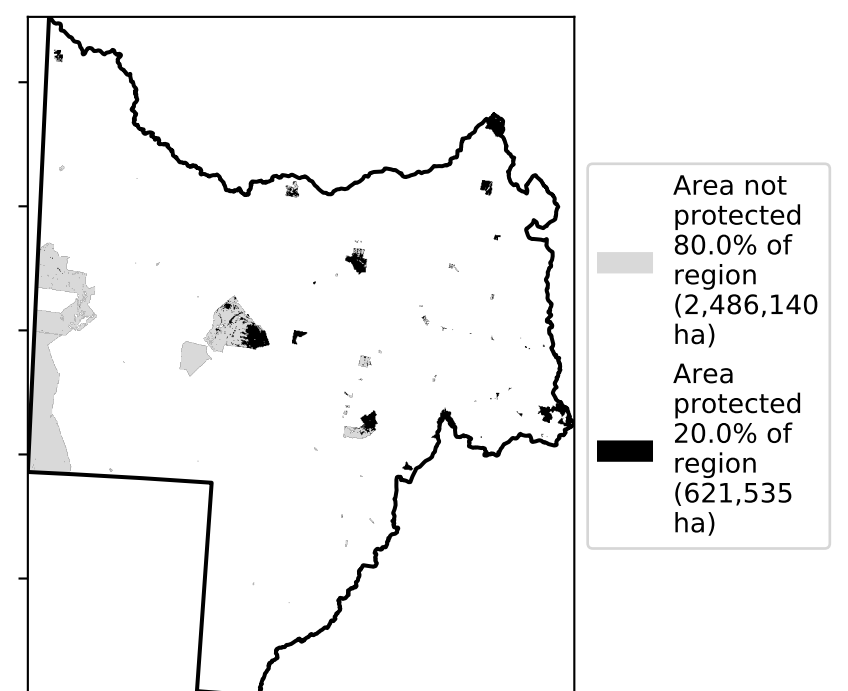 Area not
protected
80.0% of
region
(2,486,140
ha)
Area
protected
20.0% of
region
(621,535
ha)